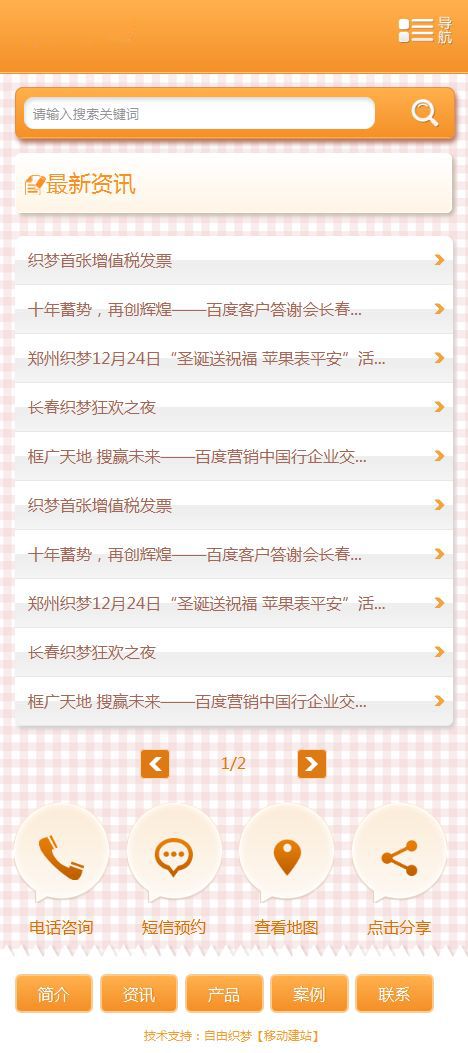 导航
请输入搜索关键词
最新资讯
织梦首张增值税发票
十年蓄势，再创辉煌——百度客户答谢会长春...
郑州织梦12月24日“圣诞送祝福 苹果表平安”活...
长春织梦狂欢之夜
框广天地 搜赢未来——百度营销中国行企业交...
织梦首张增值税发票
十年蓄势，再创辉煌——百度客户答谢会长春...
郑州织梦12月24日“圣诞送祝福 苹果表平安”活...
长春织梦狂欢之夜
框广天地 搜赢未来——百度营销中国行企业交...
1/2
电话咨询 短信预约 查看地图 点击分享
简介 资讯 产品 案例 联系
技术支持：自由织梦【移动建站】